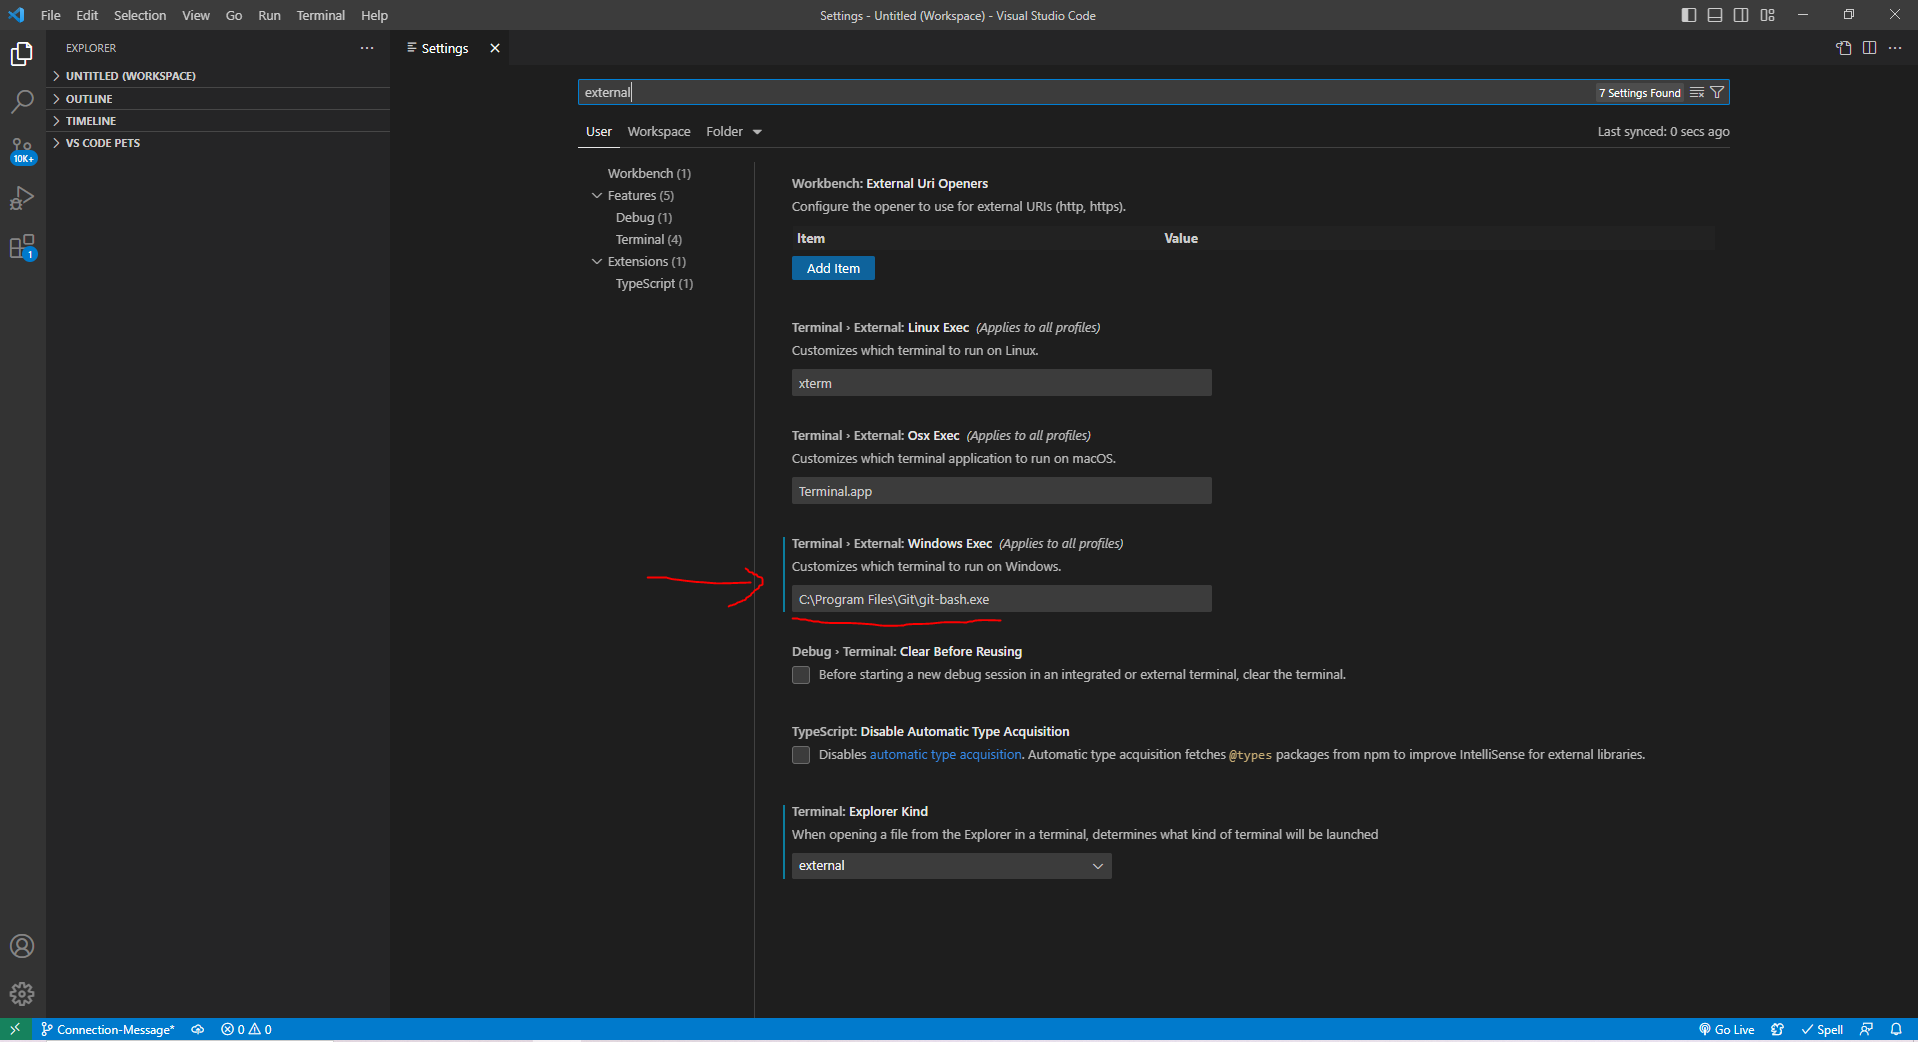 File Edit Selection View Go Run Terminal Help
Settings - Untitled (Workspace) - Visual Studio Code
EXPLORER
Settings
UNTITLED (WORKSPACE)
OUTLINE
TIMELINE
VS CODE PETS
10K+
1
external
7 Settings Found
User Workspace Folder
Last synced: 0 secs ago
Workbench (1)
Features (5)
Debug (1)
Terminal (4)
Extensions (1)
TypeScript (1)
Workbench: External Uri Openers
Configure the opener to use for external URIs (http, https).
Item Value
Add Item
Terminal › External: Linux Exec (Applies to all profiles)
Customizes which terminal to run on Linux.
xterm
Terminal › External: Osx Exec (Applies to all profiles)
Customizes which terminal application to run on macOS.
Terminal.app
Terminal › External: Windows Exec (Applies to all profiles)
Customizes which terminal to run on Windows.
C:\Program Files\Git\git-bash.exe
Debug › Terminal: Clear Before Reusing
Before starting a new debug session in an integrated or external terminal, clear the terminal.
TypeScript: Disable Automatic Type Acquisition
Disables automatic type acquisition. Automatic type acquisition fetches @types packages from npm to improve IntelliSense for external libraries.
Terminal: Explorer Kind
When opening a file from the Explorer in a terminal, determines what kind of terminal will be launched
external
Connection-Message* 0 0
Go Live Spell